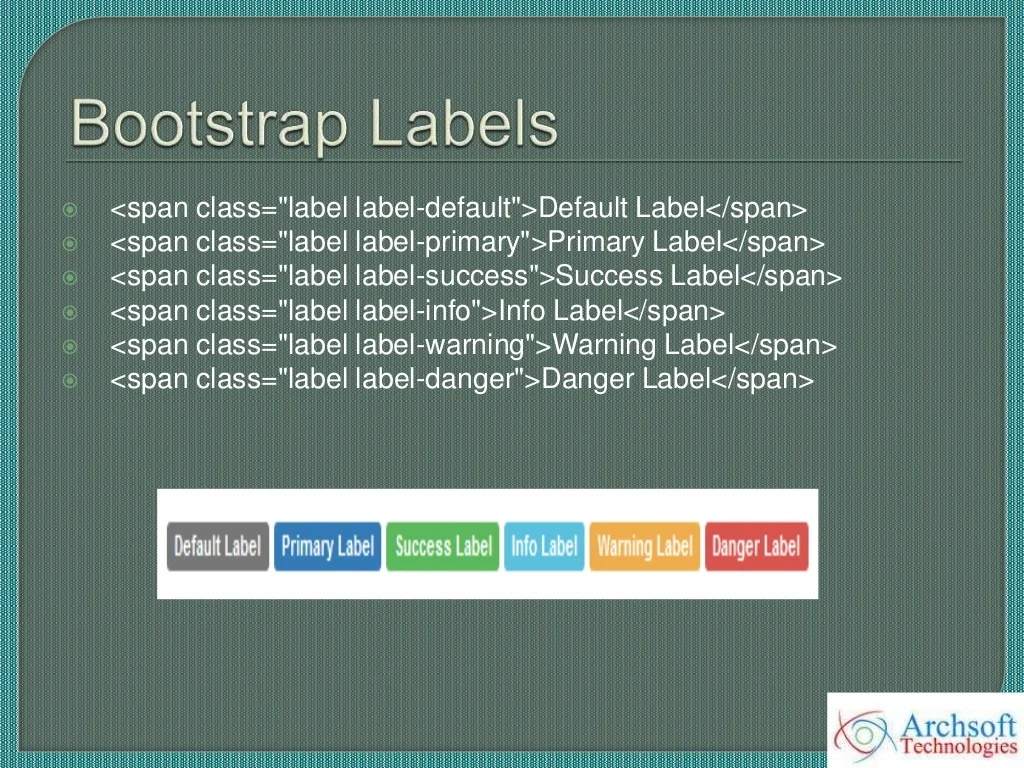 Bootstrap Labels
<span class="label label-default">Default Label</span>
<span class="label label-primary">Primary Label</span>
<span class="label label-success">Success Label</span>
<span class="label label-info">Info Label</span>
<span class="label label-warning">Warning Label</span>
<span class="label label-danger">Danger Label</span>
Default Label Primary Label Success Label Info Label Warning Label Danger Label
Archsoft
Technologies